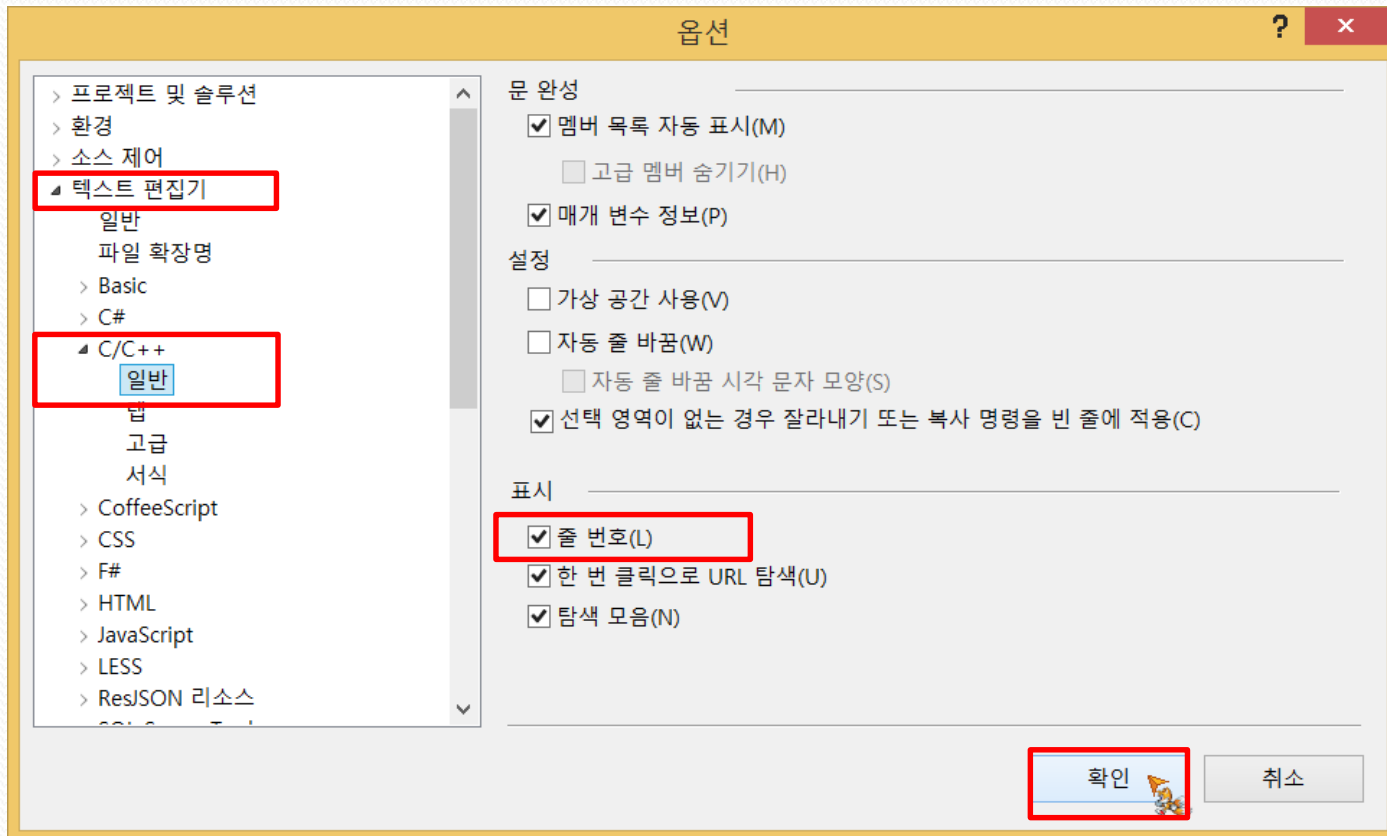 옵션
?
x
프로젝트 및 솔루션
환경
소스 제어
텍스트 편집기
일반
파일 확장명
Basic
C#
C/C++
일반
탭
고급
서식
CoffeeScript
CSS
F#
HTML
JavaScript
LESS
ResJSON 리소스
문 완성
멤버 목록 자동 표시(M)
고급 멤버 숨기기(H)
매개 변수 정보(P)
설정
가상 공간 사용(V)
자동 줄 바꿈(W)
자동 줄 바꿈 시각 문자 모양(S)
선택 영역이 없는 경우 잘라내기 또는 복사 명령을 빈 줄에 적용(C)
표시
줄 번호(L)
한 번 클릭으로 URL 탐색(U)
탐색 모음(N)
확인
취소